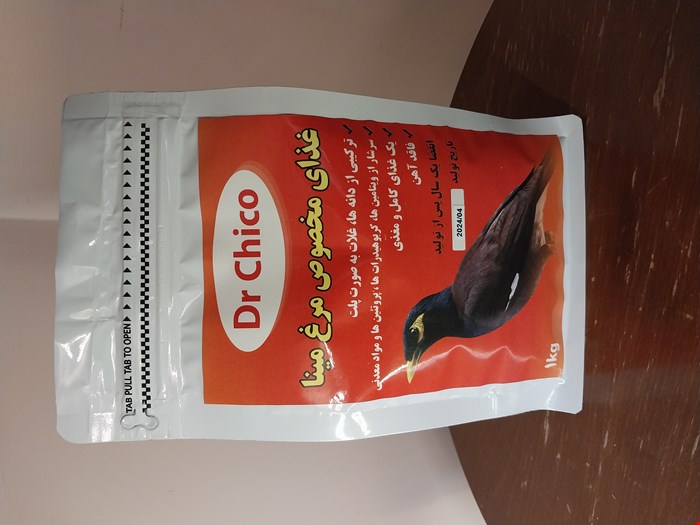 TAB PULL TAB TO OPEN
Dr Chico
غذای مخصوص مرغ مینا
✓ ترکیبی از دانه ها، غلات به صورت پلت
✓ سرشار از ویتامین ها، کربوهیدرات ها، پروتئین ها و مواد معدنی
✓ یک غذای کامل و مغذی
✓ فاقد آهن
انقضا یک سال پس از تولید
تاریخ تولید
2024/04
1kg